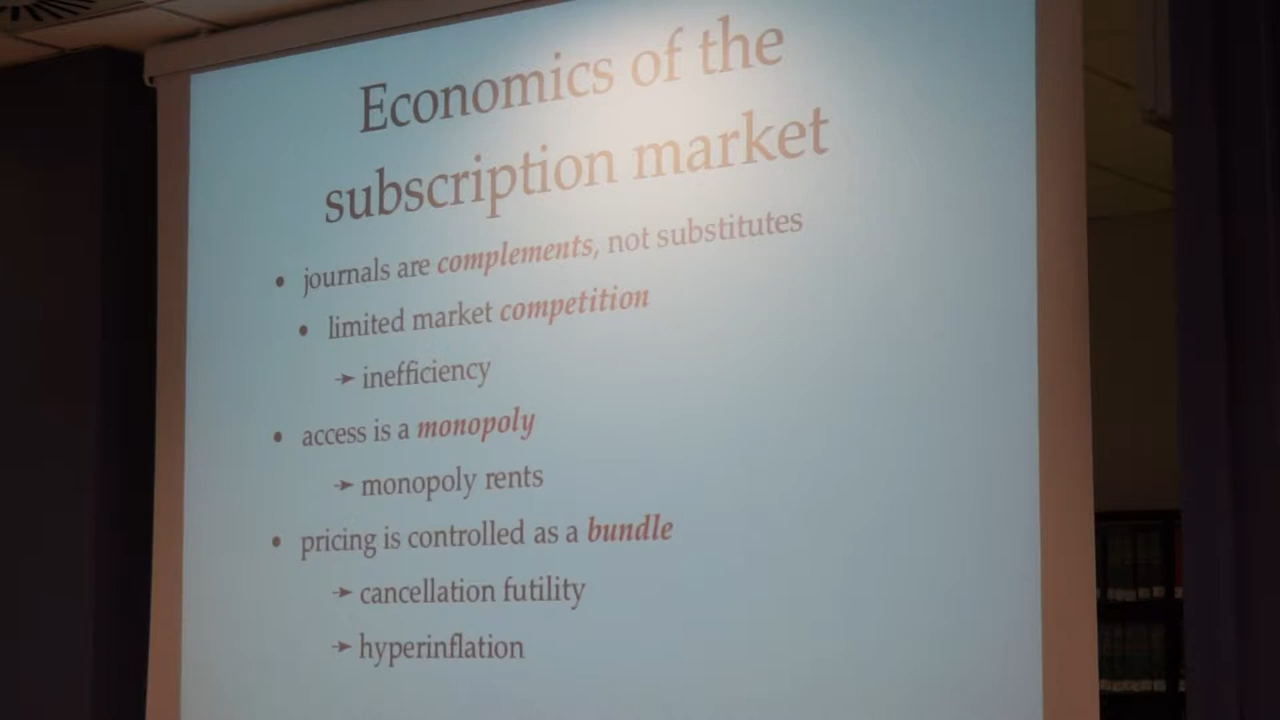 Economics of the
subscription market
• journals are complements, not substitutes
• limited market competition
→ inefficiency
• access is a monopoly
→ monopoly rents
• pricing is controlled as a bundle
→ cancellation futility
→ hyperinflation